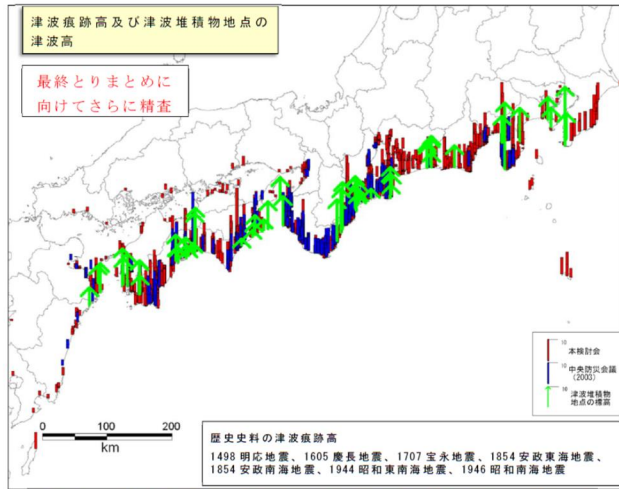 津波痕跡高及び津波堆積物地点の
津波高
最終とりまとめに
向けてさらに精査
10
本検討会
10
中央防災会議
(2003)
10
津波堆積物
地点の標高
0 100 200
km
歴史史料の津波痕跡高
1498 明応地震、1605 慶長地震、1707 宝永地震、1854 安政東海地震、
1854 安政南海地震、1944 昭和東南海地震、1946 昭和南海地震